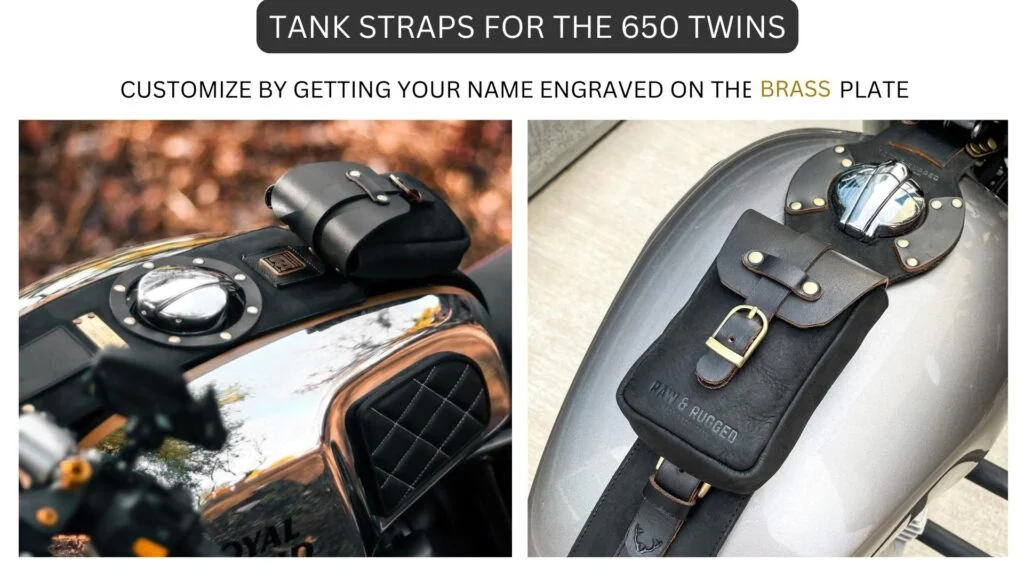 TANK STRAPS FOR THE 650 TWINS
CUSTOMIZE BY GETTING YOUR NAME ENGRAVED ON THE BRASS PLATE
RAW & RUGGED